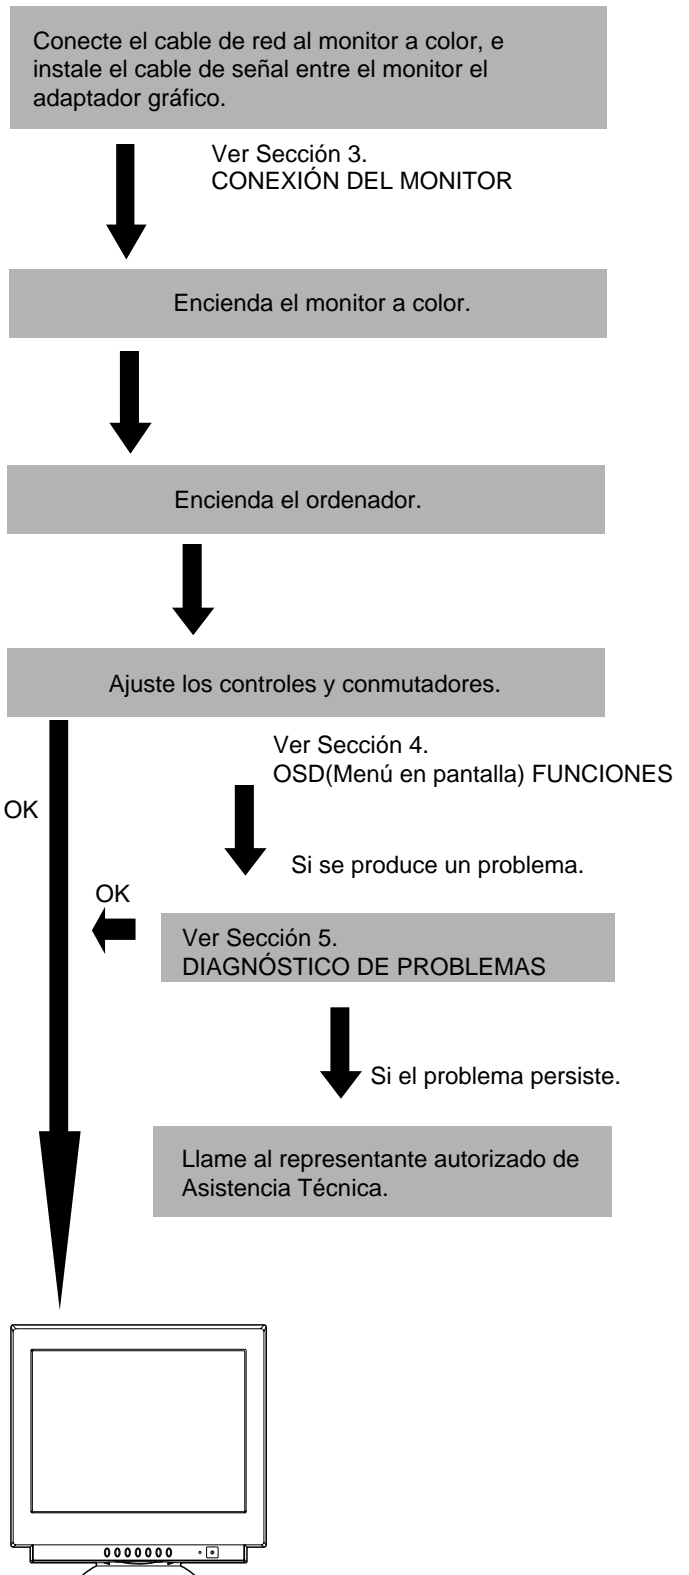 Conecte el cable de red al monitor a color, e
instale el cable de señal entre el monitor el
adaptador gráfico.
Ver Sección 3.
CONEXIÓN DEL MONITOR
Encienda el monitor a color.
Encienda el ordenador.
Ajuste los controles y conmutadores.
Ver Sección 4.
OSD(Menú en pantalla) FUNCIONES
OK
Si se produce un problema.
OK
Ver Sección 5.
DIAGNÓSTICO DE PROBLEMAS
Si el problema persiste.
Llame al representante autorizado de
Asistencia Técnica.